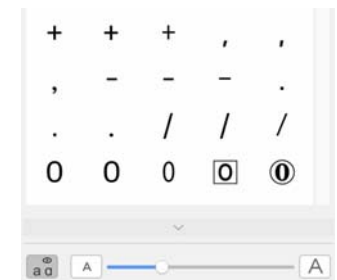 + + + , ,
, - - - .
. . / / /
0 0 0 0 0
a a A A